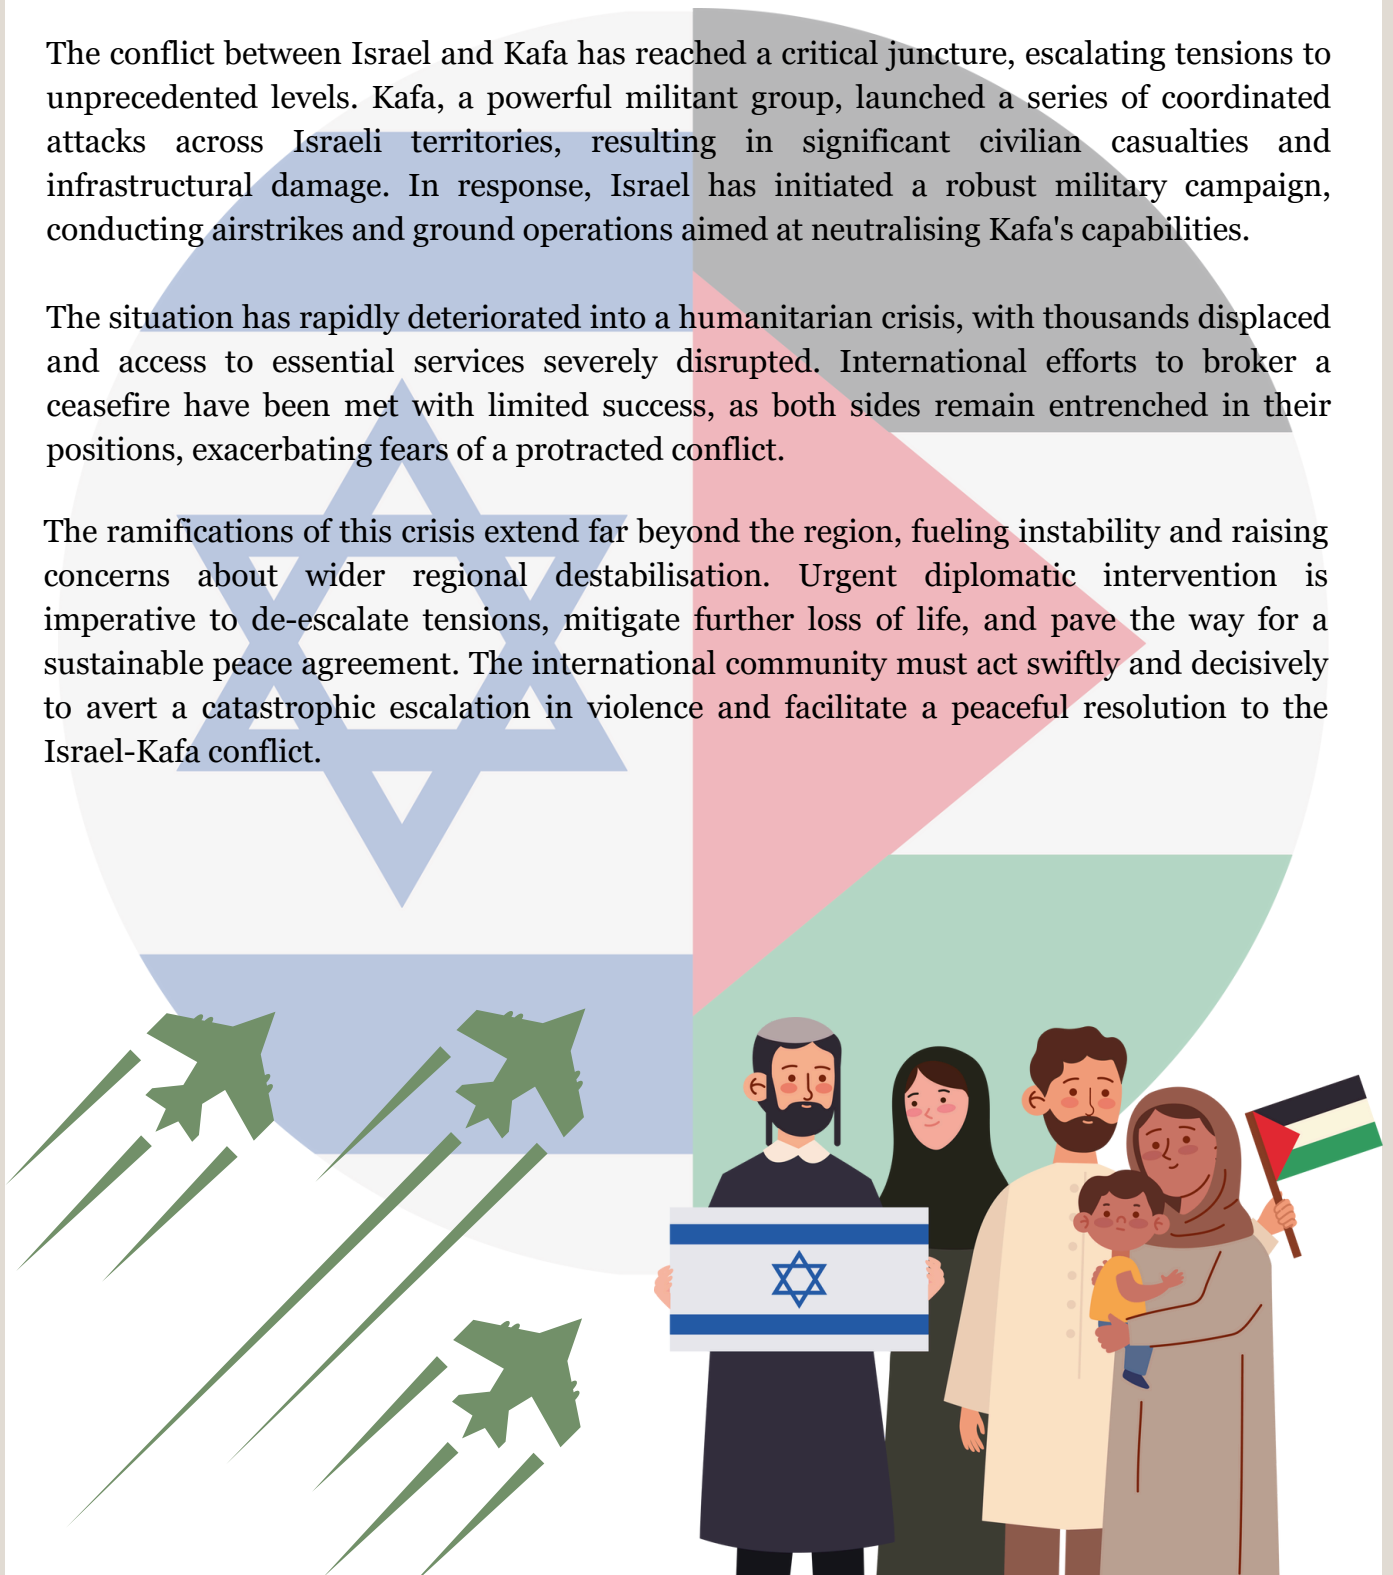 The conflict between Israel and Kafa has reached a critical juncture, escalating tensions to
unprecedented levels. Kafa, a powerful militant group, launched a series of coordinated
attacks across Israeli territories, resulting in significant civilian casualties and
infrastructural damage. In response, Israel has initiated a robust military campaign,
conducting airstrikes and ground operations aimed at neutralising Kafa's capabilities.
The situation has rapidly deteriorated into a humanitarian crisis, with thousands displaced
and access to essential services severely disrupted. International efforts to broker a
ceasefire have been met with limited success, as both sides remain entrenched in their
positions, exacerbating fears of a protracted conflict.
The ramifications of this crisis extend far beyond the region, fueling instability and raising
concerns about wider regional destabilisation. Urgent diplomatic intervention is
imperative to de-escalate tensions, mitigate further loss of life, and pave the way for a
sustainable peace agreement. The international community must act swiftly and decisively
to avert a catastrophic escalation in violence and facilitate a peaceful resolution to the
Israel-Kafa conflict.